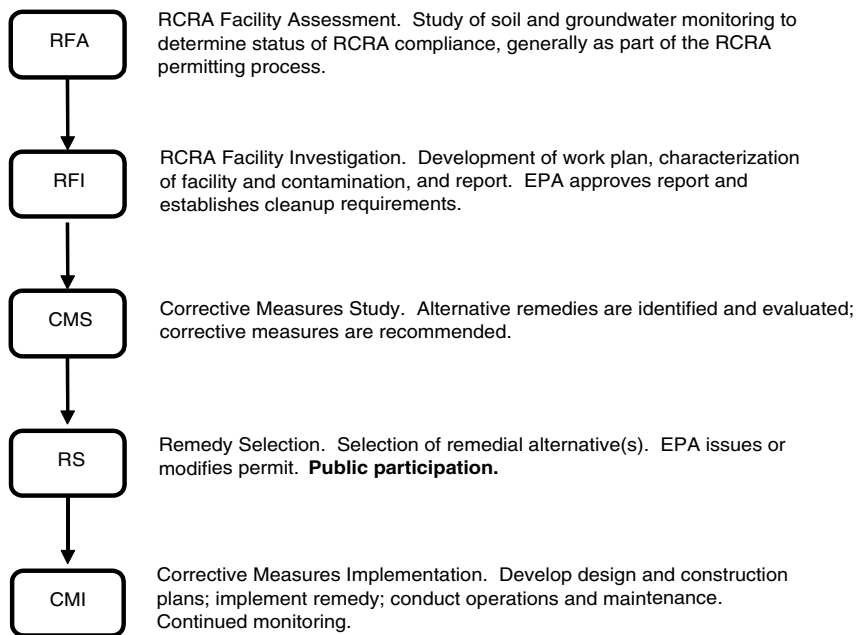 RFA
RCRA Facility Assessment. Study of soil and groundwater monitoring to
determine status of RCRA compliance, generally as part of the RCRA
permitting process.
RFI
RCRA Facility Investigation. Development of work plan, characterization
of facility and contamination, and report. EPA approves report and
establishes cleanup requirements.
CMS
Corrective Measures Study. Alternative remedies are identified and evaluated;
corrective measures are recommended.
RS
Remedy Selection. Selection of remedial alternative(s). EPA issues or
modifies permit. Public participation.
CMI
Corrective Measures Implementation. Develop design and construction
plans; implement remedy; conduct operations and maintenance.
Continued monitoring.